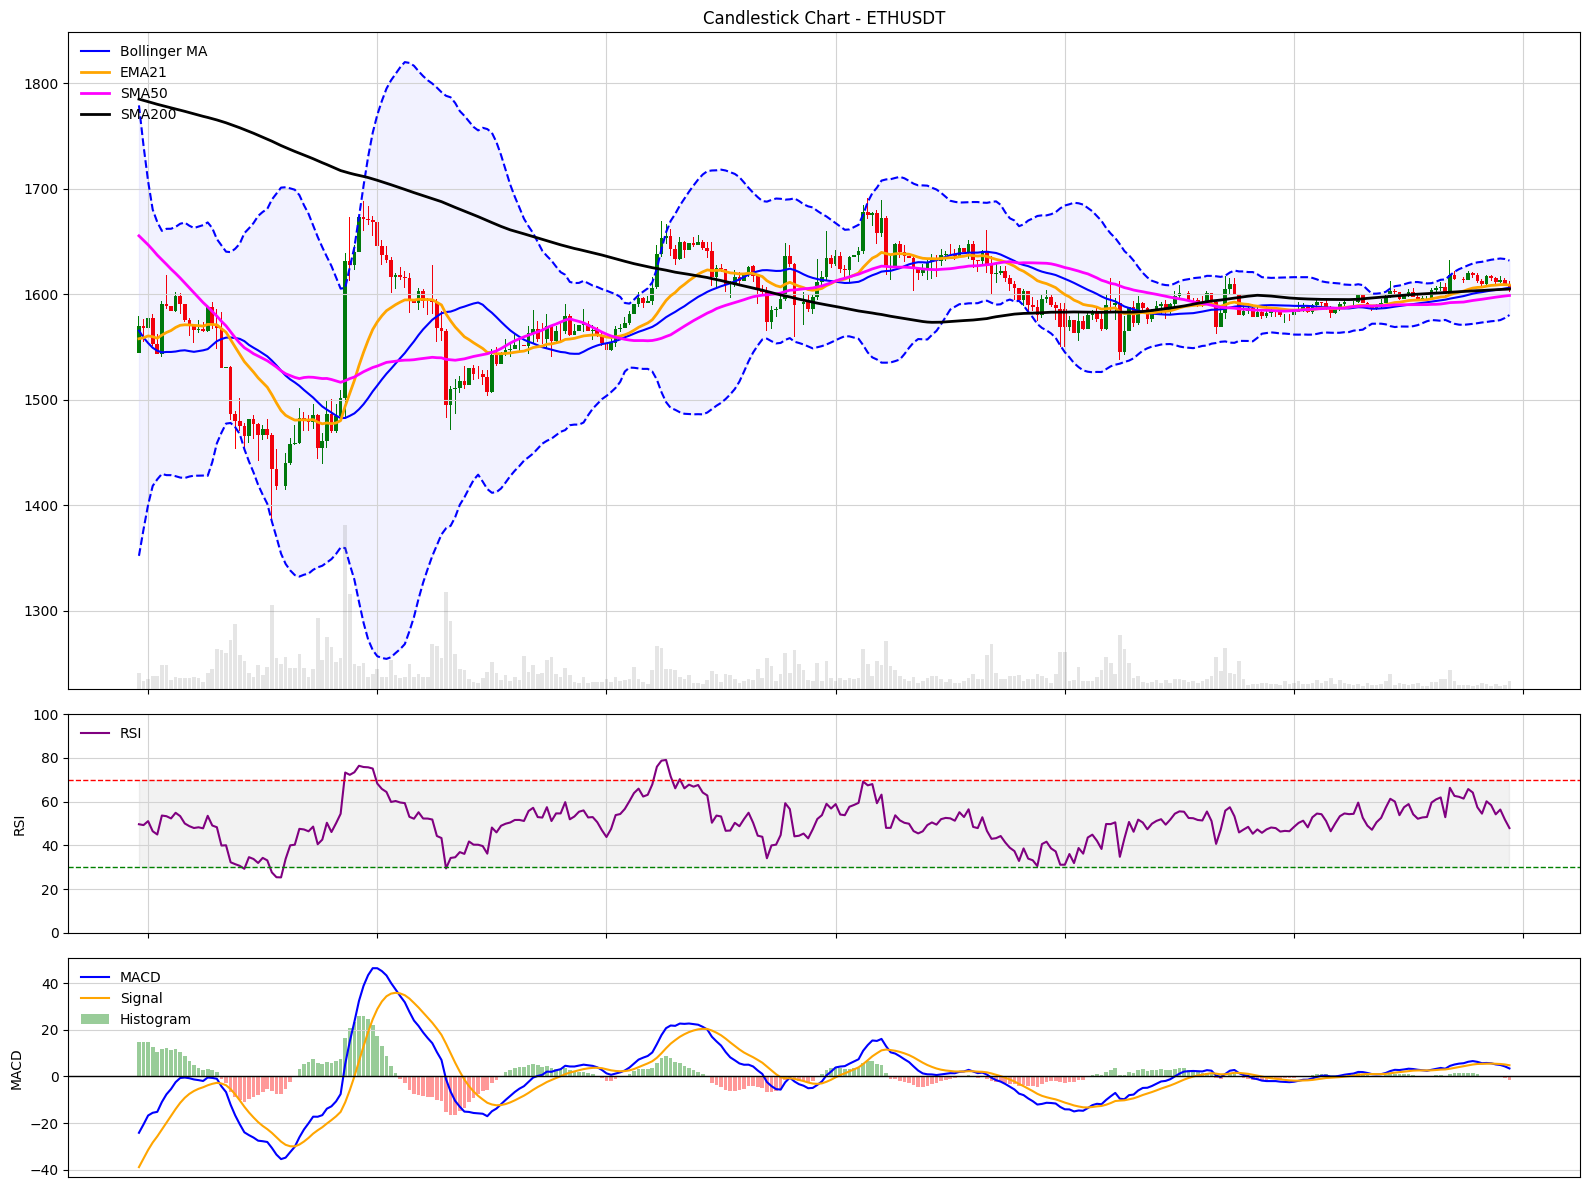 Candlestick Chart - ETHUSDT
Bollinger MA
EMA21
SMA50
SMA200
1800
1700
1600
1500
1400
1300
RSI
100
80
60
40
20
0
RSI
MACD
Signal
Histogram
40
20
0
−20
−40
MACD